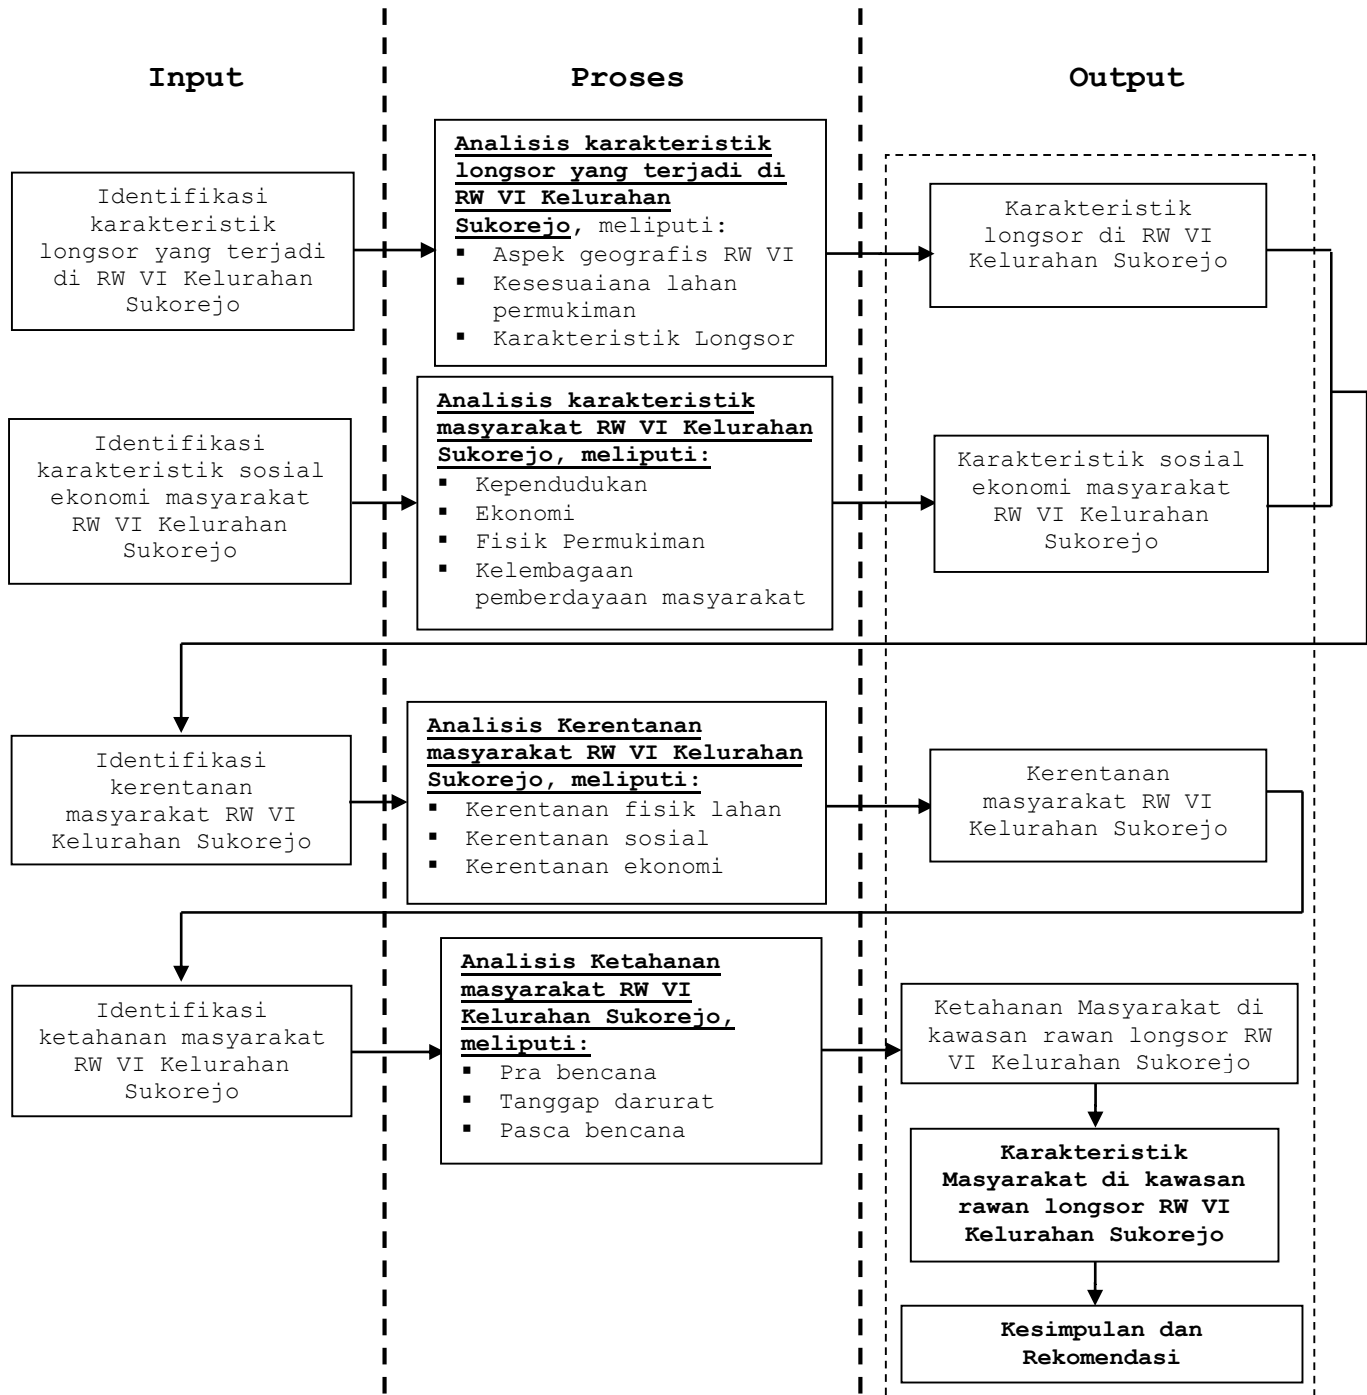 Input
Proses
Output
Identifikasi
karakteristik
longsor yang terjadi
di RW VI Kelurahan
Sukorejo
Analisis karakteristik
longsor yang terjadi di
RW VI Kelurahan
Sukorejo, meliputi:
▪ Aspek geografis RW VI
▪ Kesesuaiana lahan
permukiman
▪ Karakteristik Longsor
Karakteristik
longsor di RW VI
Kelurahan Sukorejo
Identifikasi
karakteristik sosial
ekonomi masyarakat
RW VI Kelurahan
Sukorejo
Analisis karakteristik
masyarakat RW VI Kelurahan
Sukorejo, meliputi:
▪ Kependudukan
▪ Ekonomi
▪ Fisik Permukiman
▪ Kelembagaan
pemberdayaan masyarakat
Karakteristik sosial
ekonomi masyarakat
RW VI Kelurahan
Sukorejo
Identifikasi
kerentanan
masyarakat RW VI
Kelurahan Sukorejo
Analisis Kerentanan
masyarakat RW VI Kelurahan
Sukorejo, meliputi:
▪ Kerentanan fisik lahan
▪ Kerentanan sosial
▪ Kerentanan ekonomi
Kerentanan
masyarakat RW VI
Kelurahan Sukorejo
Identifikasi
ketahanan masyarakat
RW VI Kelurahan
Sukorejo
Analisis Ketahanan
masyarakat RW VI
Kelurahan Sukorejo,
meliputi:
▪ Pra bencana
▪ Tanggap darurat
▪ Pasca bencana
Ketahanan Masyarakat di
kawasan rawan longsor RW
VI Kelurahan Sukorejo
Karakteristik
Masyarakat di kawasan
rawan longsor RW VI
Kelurahan Sukorejo
Kesimpulan dan
Rekomendasi